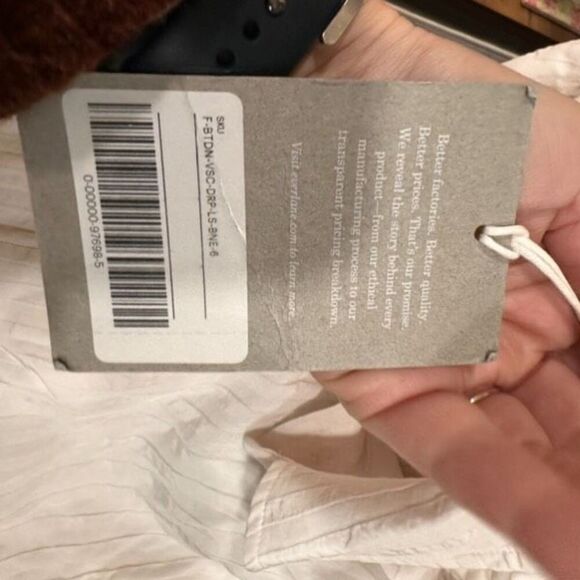 Better factories. Better quality
Better prices. That's our promise.
We reveal the story behind every
product—from our ethical
manufacturing process to our
transparent pricing breakdown.
Visit everlane.com to learn more.
SKU
F-BTDN-VSC-DRP-LS-BNE-6
0-00000-97698-5